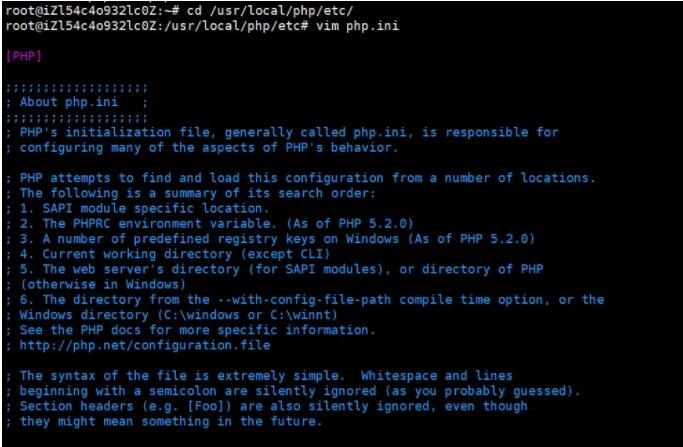 root@iZl54c4o932lc0Z:~# cd /usr/local/php/etc/
root@iZl54c4o932lc0Z:/usr/local/php/etc# vim php.ini
[PHP]
;;;;;;;;;;;;;;;;;;;
; About php.ini   ;
;;;;;;;;;;;;;;;;;;;
; PHP's initialization file, generally called php.ini, is responsible for
; configuring many of the aspects of PHP's behavior.
; PHP attempts to find and load this configuration from a number of locations.
; The following is a summary of its search order:
; 1. SAPI module specific location.
; 2. The PHPRC environment variable. (As of PHP 5.2.0)
; 3. A number of predefined registry keys on Windows (As of PHP 5.2.0)
; 4. Current working directory (except CLI)
; 5. The web server's directory (for SAPI modules), or directory of PHP
; (otherwise in Windows)
; 6. The directory from the --with-config-file-path compile time option, or the
; Windows directory (C:\windows or C:\winnt)
; See the PHP docs for more specific information.
; http://php.net/configuration.file
; The syntax of the file is extremely simple.  Whitespace and lines
; beginning with a semicolon are silently ignored (as you probably guessed).
; Section headers (e.g. [Foo]) are also silently ignored, even though
; they might mean something in the future.